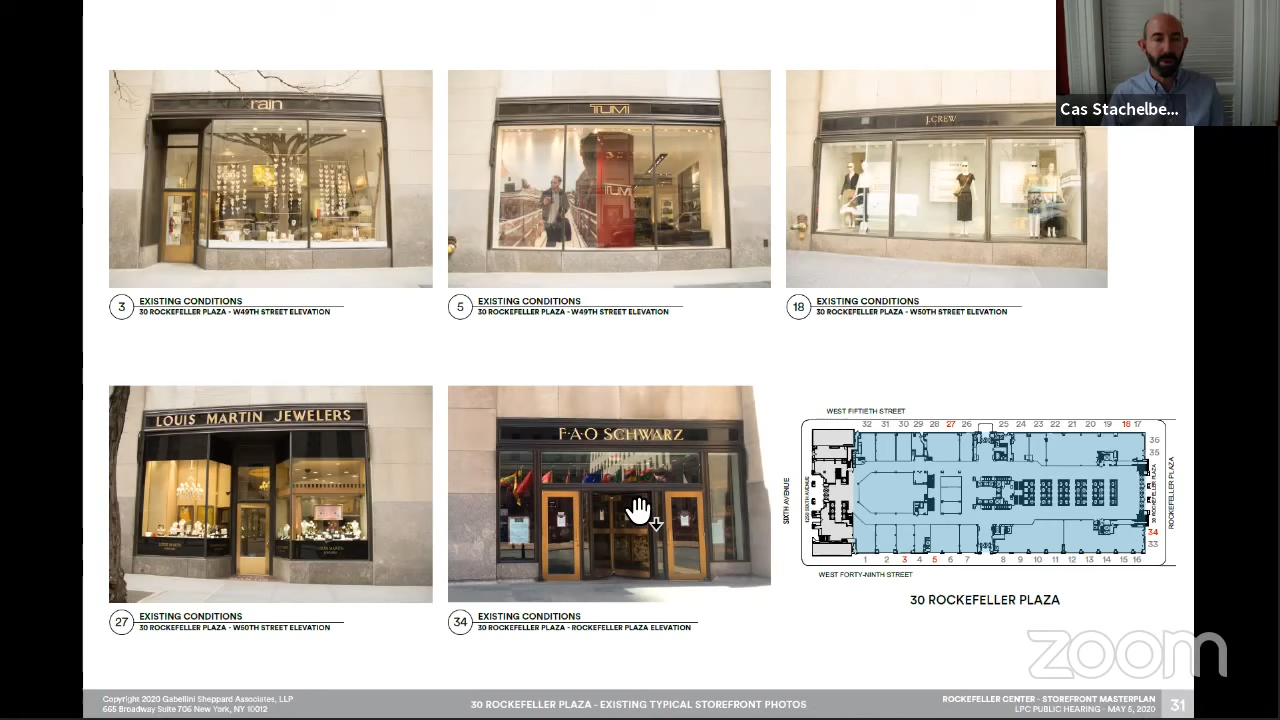 Cas Stachelbe...
rain
TUMI
TUMI
J.CREW
3
EXISTING CONDITIONS
30 ROCKEFELLER PLAZA - W49TH STREET ELEVATION
5
EXISTING CONDITIONS
30 ROCKEFELLER PLAZA - W49TH STREET ELEVATION
18
EXISTING CONDITIONS
30 ROCKEFELLER PLAZA - W50TH STREET ELEVATION
LOUIS MARTIN JEWELERS
F·A·O SCHWARZ
27
EXISTING CONDITIONS
30 ROCKEFELLER PLAZA - W50TH STREET ELEVATION
34
EXISTING CONDITIONS
30 ROCKEFELLER PLAZA - ROCKEFELLER PLAZA ELEVATION
WEST FIFTIETH STREET
32 31 30 29 28 27 26 25 24 23 22 21 20 19 18 17
36
35
34
33
SIXTH AVENUE
1250 SIXTH AVENUE
30 ROCKEFELLER PLAZA
ROCKEFELLER PLAZA
1 2 3 4 5 6 7 8 9 10 11 12 13 14 15 16
WEST FORTY-NINTH STREET
30 ROCKEFELLER PLAZA
zoom
Copyright 2020 Gabellini Sheppard Associates, LLP
665 Broadway Suite 706 New York, NY 10012
30 ROCKEFELLER PLAZA - EXISTING TYPICAL STOREFRONT PHOTOS
ROCKEFELLER CENTER - STOREFRONT MASTERPLAN
LPC PUBLIC HEARING - MAY 5, 2020
31